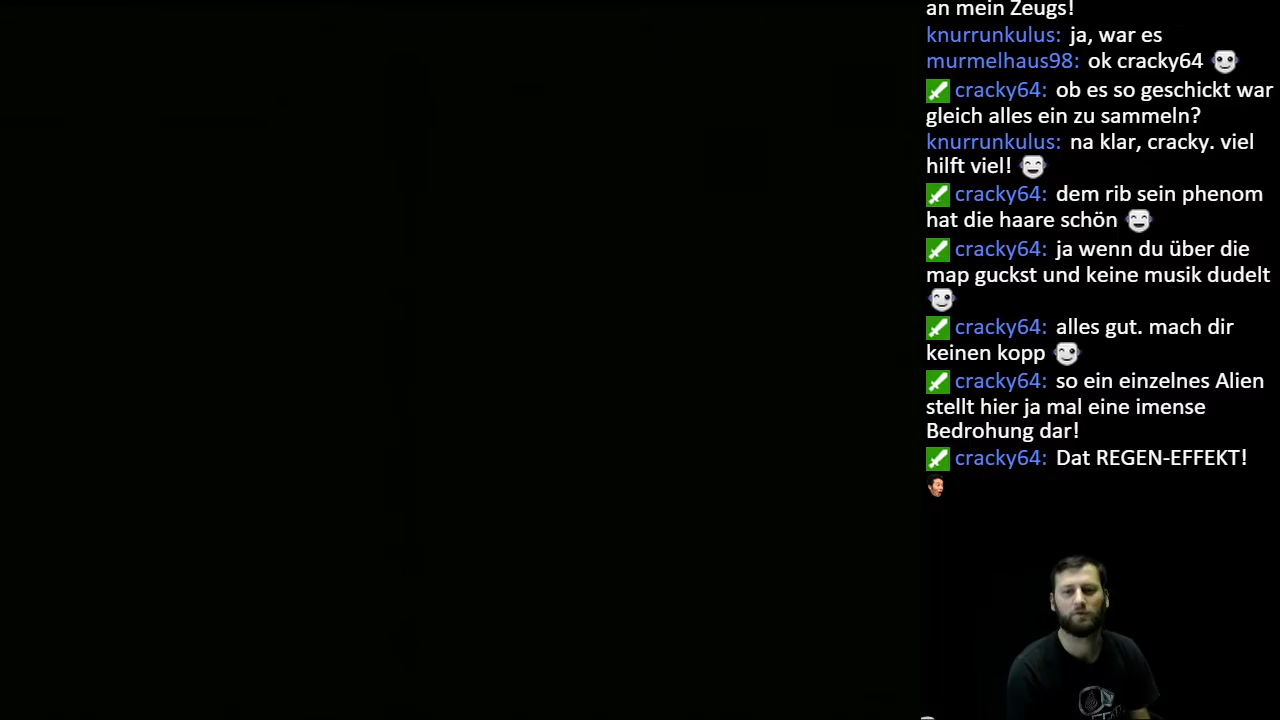 an mein Zeugs!
knurrunkulus: ja, war es
murmelhaus98: ok cracky64
cracky64: ob es so geschickt war
gleich alles ein zu sammeln?
knurrunkulus: na klar, cracky. viel
hilft viel!
cracky64: dem rib sein phenom
hat die haare schön
cracky64: ja wenn du über die
map guckst und keine musik dudelt
cracky64: alles gut. mach dir
keinen kopp
cracky64: so ein einzelnes Alien
stellt hier ja mal eine imense
Bedrohung dar!
cracky64: Dat REGEN-EFFEKT!